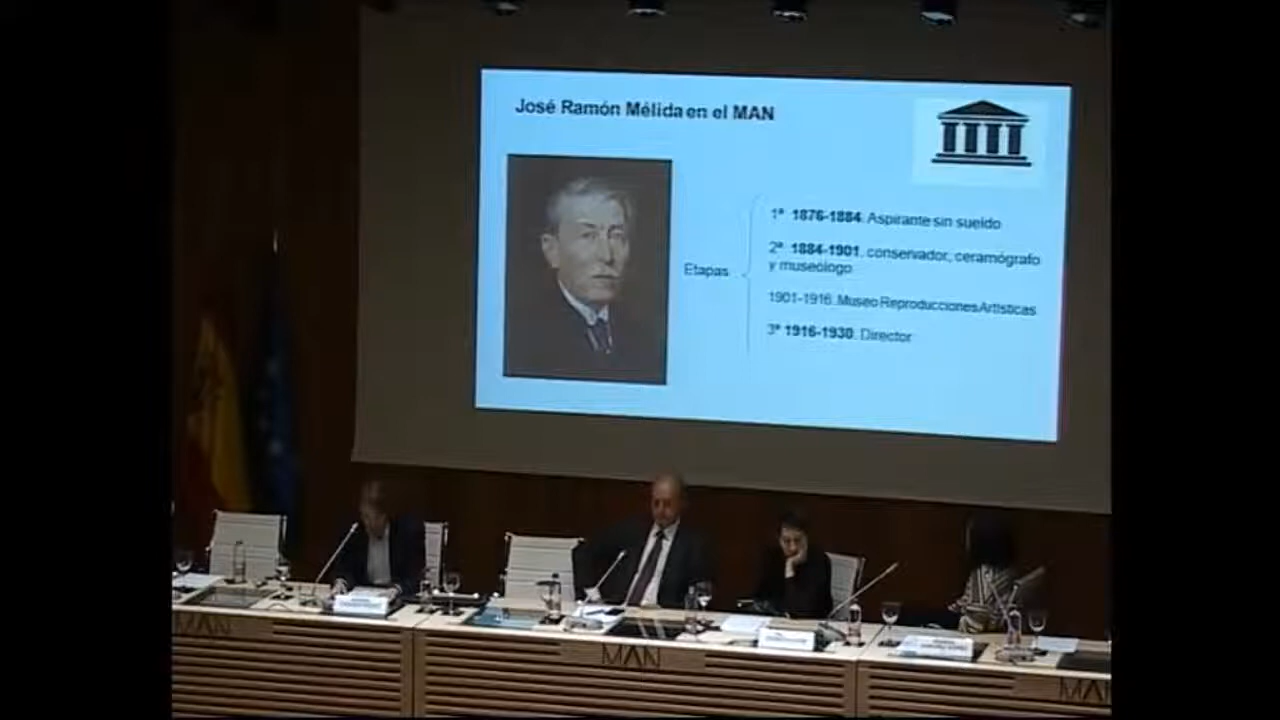 José Ramón Mélida en el MAN
1ª 1876-1884. Aspirante sin sueldo
2ª 1884-1901. conservador, ceramógrafo
y museólogo
Etapas
1901-1916. Museo Reproducciones Artísticas
3ª 1916-1930. Director
MAN
MAN
MAN